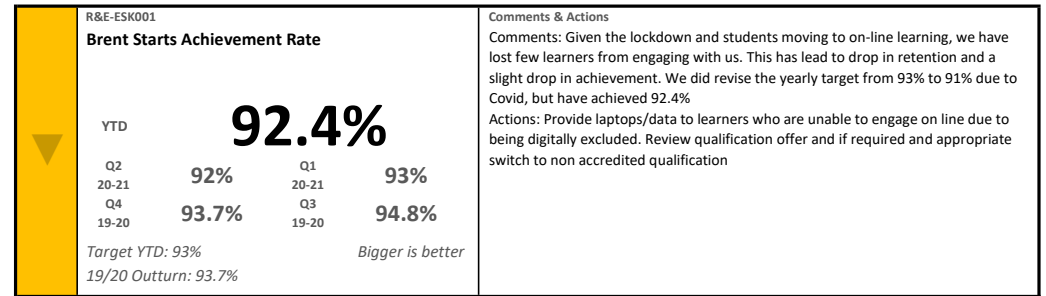 R&E-ESK001
Brent Starts Achievement Rate
YTD 92.4%
Q2 20-21 92% Q1 20-21 93%
Q4 19-20 93.7% Q3 19-20 94.8%
Target YTD: 93% Bigger is better
19/20 Outturn: 93.7%
Comments & Actions
Comments: Given the lockdown and students moving to on-line learning, we have
lost few learners from engaging with us. This has lead to drop in retention and a
slight drop in achievement. We did revise the yearly target from 93% to 91% due to
Covid, but have achieved 92.4%
Actions: Provide laptops/data to learners who are unable to engage on line due to
being digitally excluded. Review qualification offer and if required and appropriate
switch to non accredited qualification